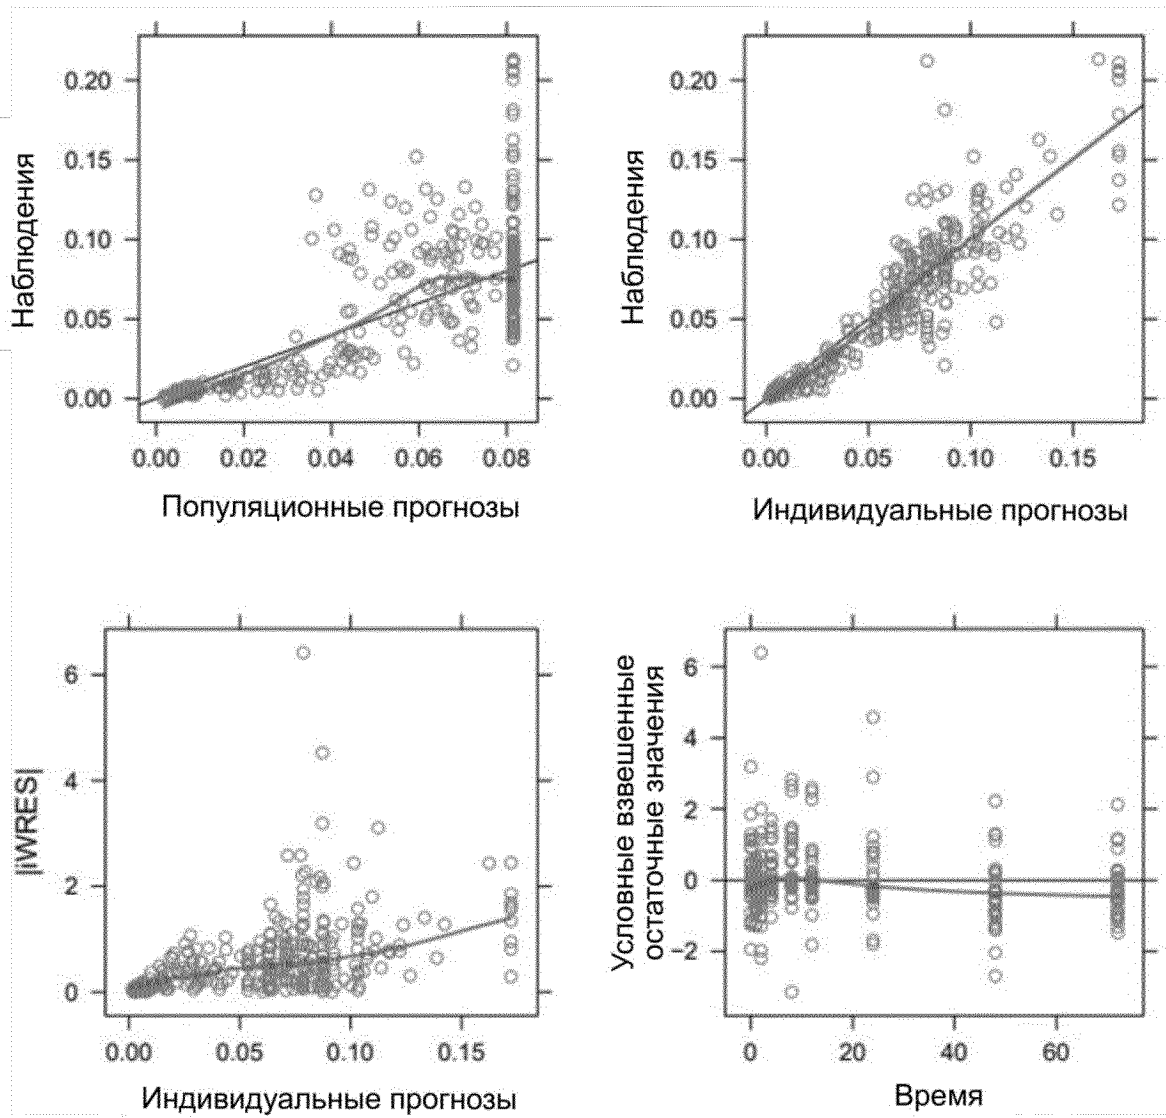 Наблюдения
0.20
0.15
0.10
0.05
0.00
0.00 0.02 0.04 0.06 0.08
Популяционные прогнозы
Наблюдения
0.20
0.15
0.10
0.05
0.00
0.00 0.05 0.10 0.15
Индивидуальные прогнозы
|iWRES|
6
4
2
0
0.00 0.05 0.10 0.15
Индивидуальные прогнозы
Условные взвешенные
остаточные значения
6
4
2
0
−2
0 20 40 60
Время